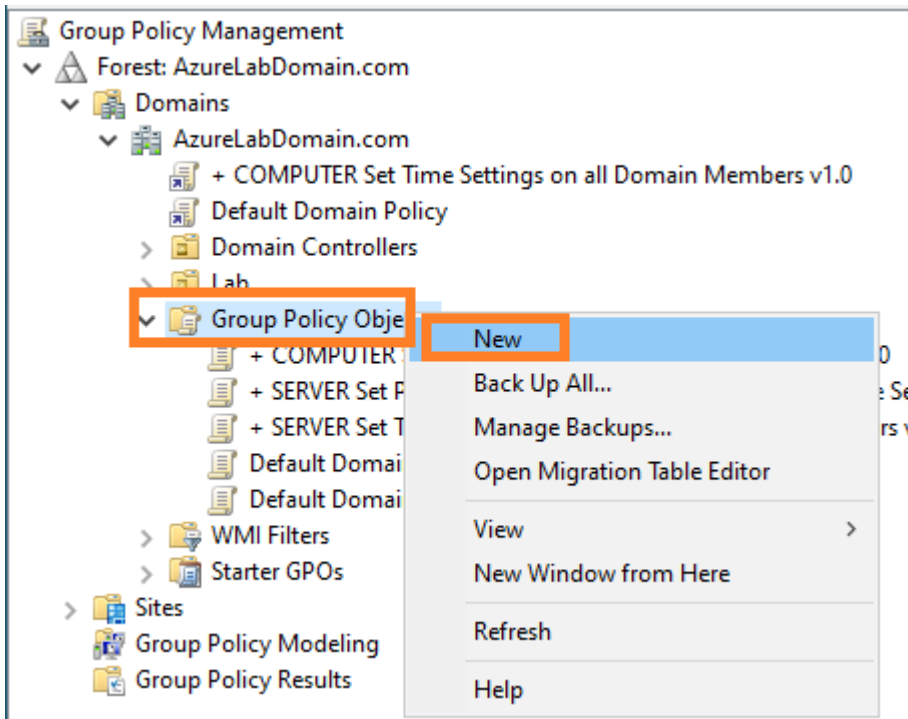 Group Policy Management
Forest: AzureLabDomain.com
Domains
AzureLabDomain.com
+ COMPUTER Set Time Settings on all Domain Members v1.0
Default Domain Policy
Domain Controllers
Lab
Group Policy Obje
New
+ COMPUTER
0
Back Up All...
+ SERVER Set P
Se
Manage Backups...
+ SERVER Set T
rs v
Open Migration Table Editor
Default Domai
Default Domai
View
WMI Filters
New Window from Here
Starter GPOs
Sites
Refresh
Group Policy Modeling
Group Policy Results
Help